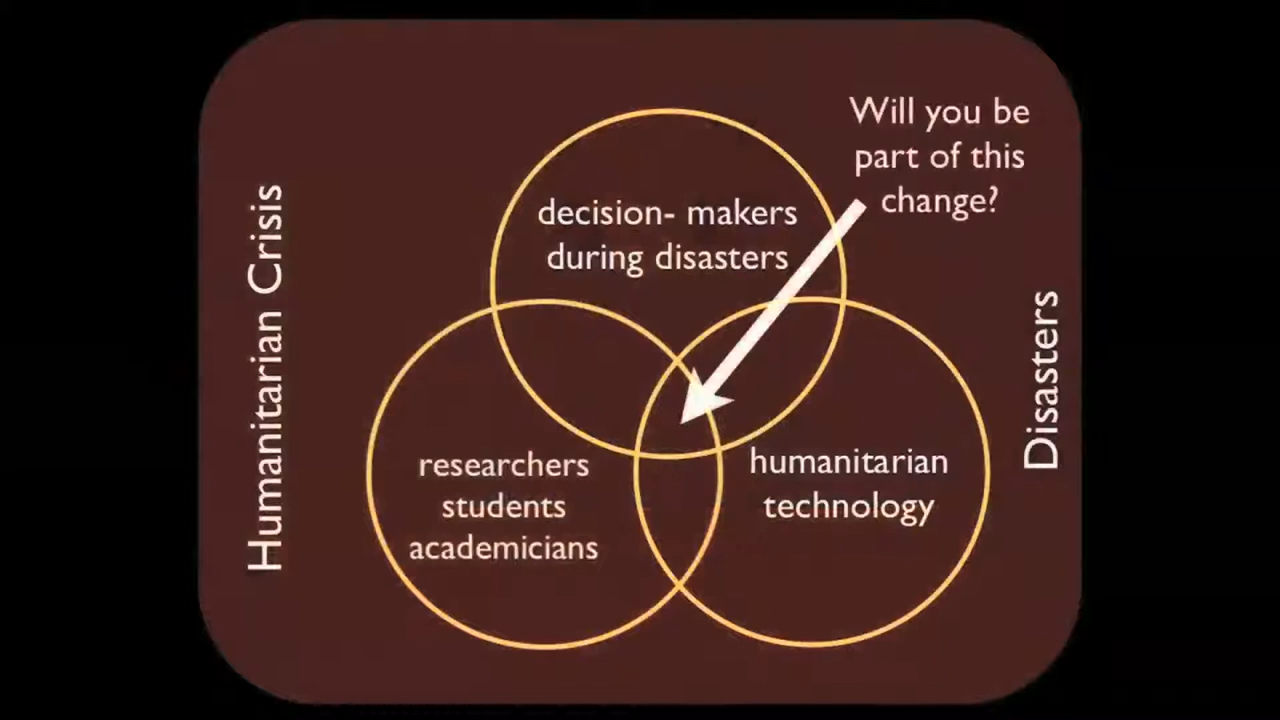 Humanitarian Crisis
decision- makers
during disasters
Will you be
part of this
change?
researchers
students
academicians
humanitarian
technology
Disasters